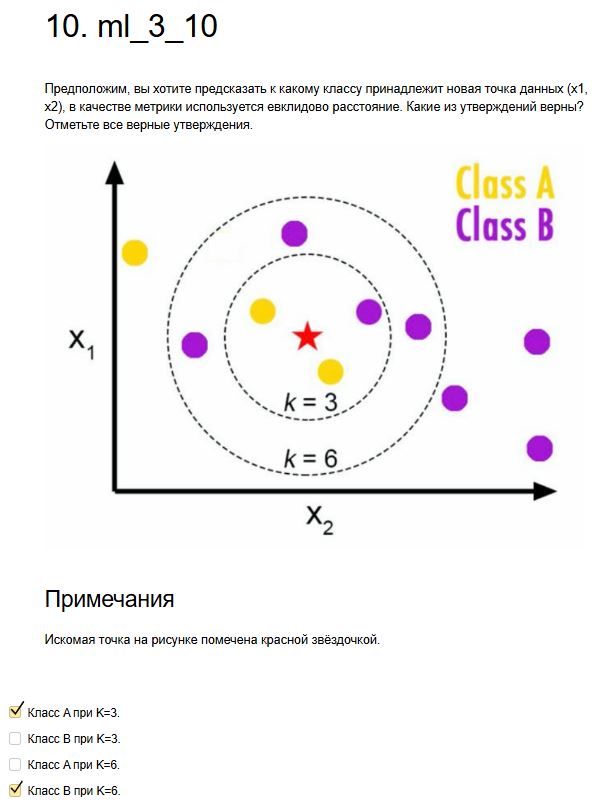 10. ml_3_10
Предположим, вы хотите предсказать к какому классу принадлежит новая точка данных (x1,
x2), в качестве метрики используется евклидово расстояние. Какие из утверждений верны?
Отметьте все верные утверждения.
Class A
Class B
X1
k = 3
k = 6
X2
Примечания
Искомая точка на рисунке помечена красной звёздочкой.
Класс A при K=3.
Класс B при K=3.
Класс A при K=6.
Класс B при K=6.